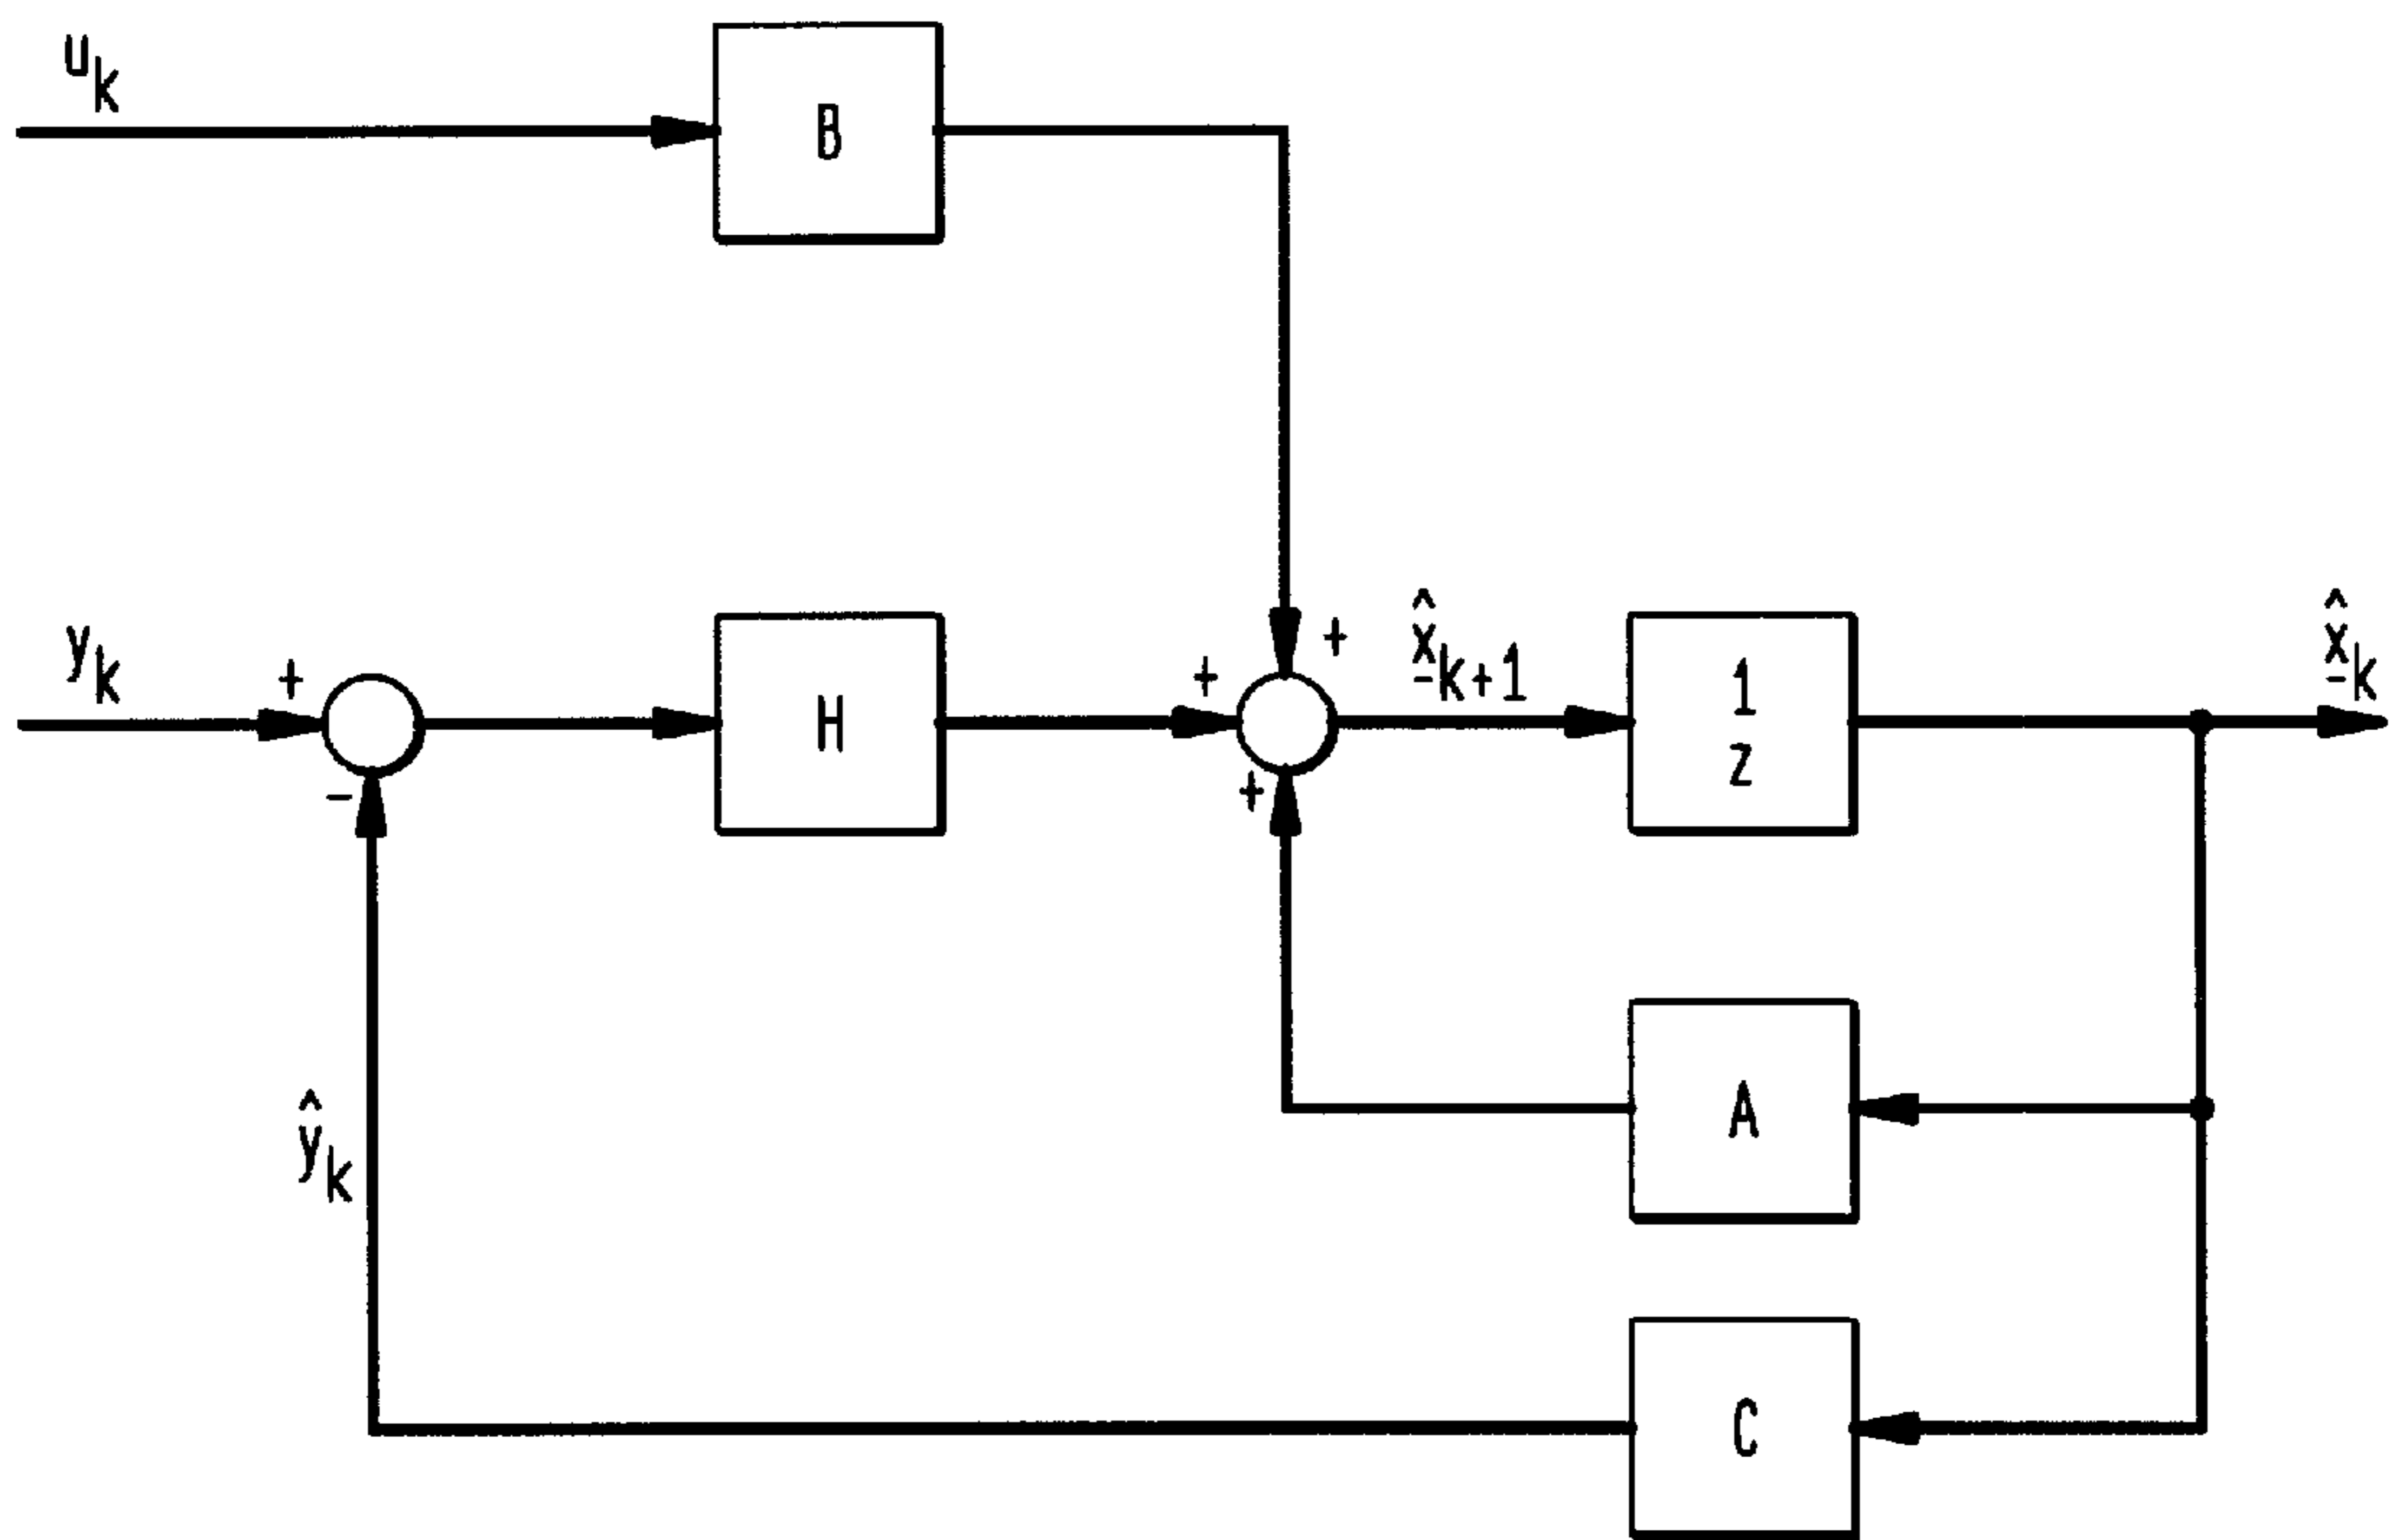 u_k
B
y_k
+
-
H
+
+
+
x̂_k+1
1
z
x̂_k
A
ŷ_k
C